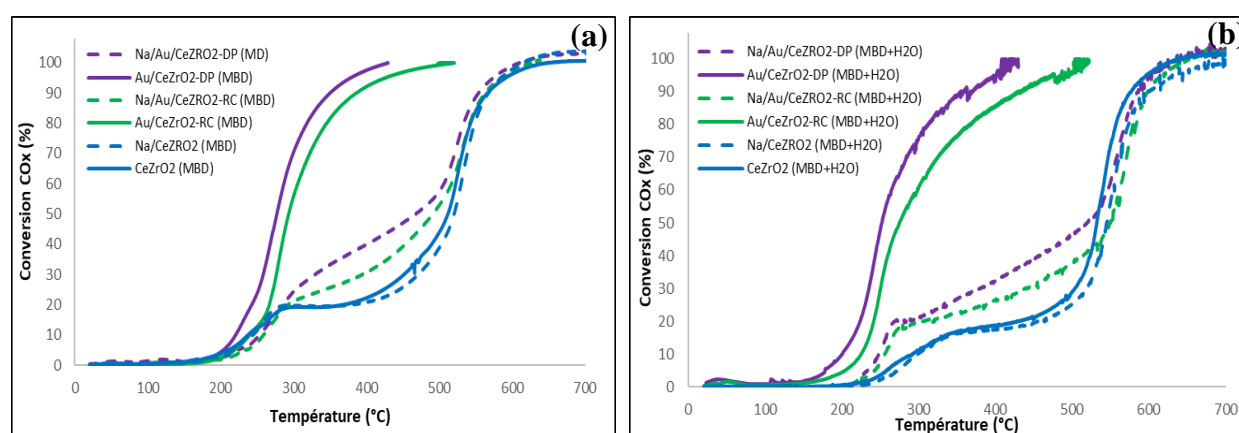 (a)
Conversion COx (%)
100
90
80
70
60
50
40
30
20
10
0
Na/Au/CeZRO2-DP (MD)
Au/CeZrO2-DP (MBD)
Na/Au/CeZRO2-RC (MBD)
Au/CeZrO2-RC (MBD)
Na/CeZRO2 (MBD)
CeZrO2 (MBD)
0 100 200 300 400 500 600 700
Température (°C)
(b)
Conversion COx (%)
100
90
80
70
60
50
40
30
20
10
0
Na/Au/CeZRO2-DP (MBD+H2O)
Au/CeZrO2-DP (MBD+H2O)
Na/Au/CeZRO2-RC (MBD+H2O)
Au/CeZrO2-RC (MBD+H2O)
Na/CeZRO2 (MBD+H2O)
CeZrO2 (MBD+H2O)
0 100 200 300 400 500 600 700
Température (°C)